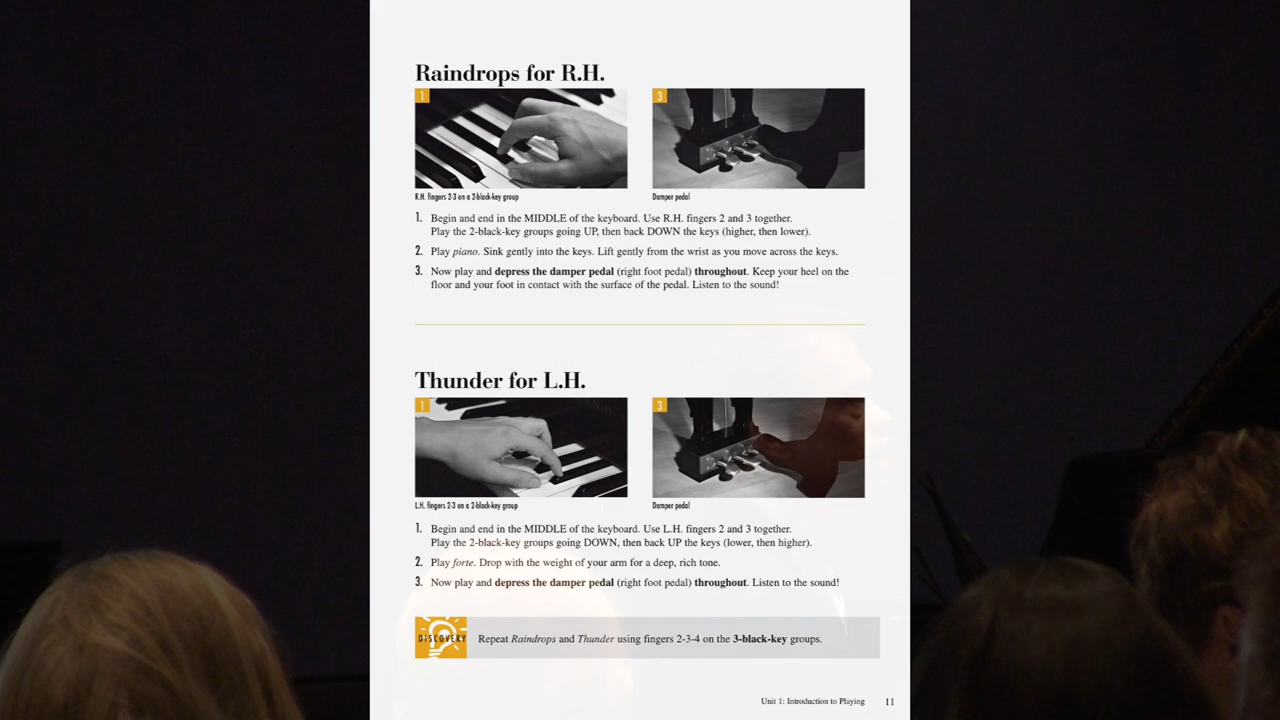 Raindrops for R.H.
1
3
R.H. fingers 2-3 on a 2-black-key group
Damper pedal
1. Begin and end in the MIDDLE of the keyboard. Use R.H. fingers 2 and 3 together.
Play the 2-black-key groups going UP, then back DOWN the keys (higher, then lower).
2. Play piano. Sink gently into the keys. Lift gently from the wrist as you move across the keys.
3. Now play and depress the damper pedal (right foot pedal) throughout. Keep your heel on the
floor and your foot in contact with the surface of the pedal. Listen to the sound!
Thunder for L.H.
1
3
L.H. fingers 2-3 on a 2-black-key group
Damper pedal
1. Begin and end in the MIDDLE of the keyboard. Use L.H. fingers 2 and 3 together.
Play the 2-black-key groups going DOWN, then back UP the keys (lower, then higher).
2. Play forte. Drop with the weight of your arm for a deep, rich tone.
3. Now play and depress the damper pedal (right foot pedal) throughout. Listen to the sound!
DISCOVERY
Repeat Raindrops and Thunder using fingers 2-3-4 on the 3-black-key groups.
Unit 1: Introduction to Playing 11